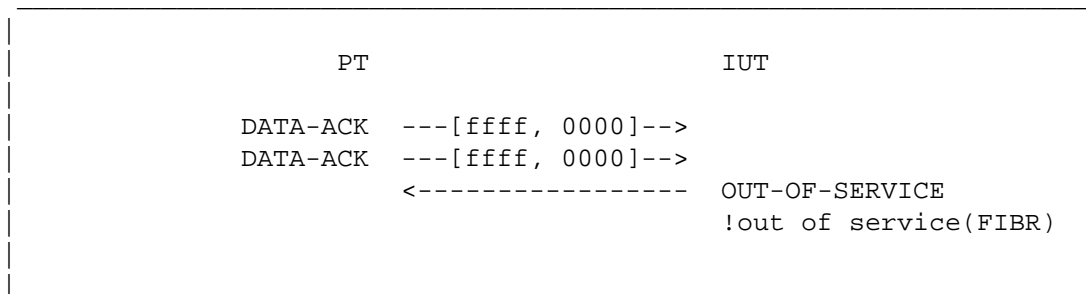 PT IUT
DATA-ACK ---[ffff, 0000]-->
DATA-ACK ---[ffff, 0000]-->
<----------------- OUT-OF-SERVICE
!out of service(FIBR)